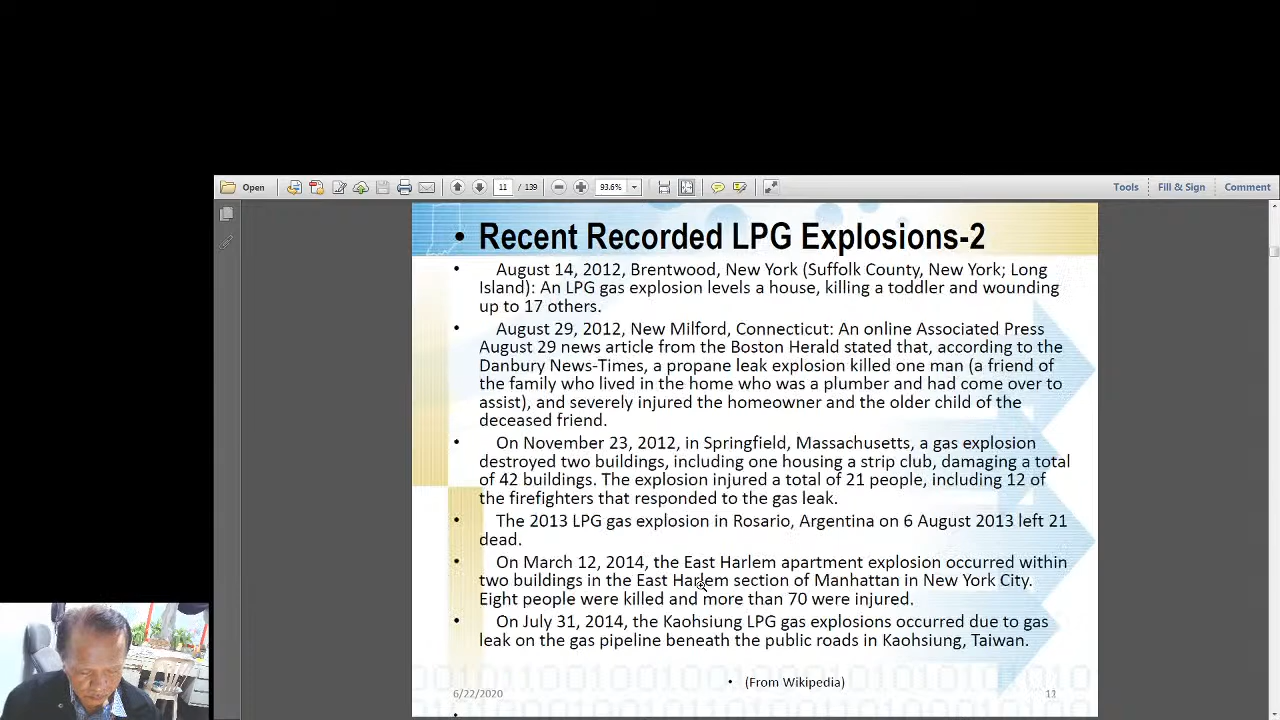 Open
11 / 139
93.6%
Tools
Fill & Sign
Comment
• Recent Recorded LPG Explosions-2
• August 14, 2012, Brentwood, New York (Suffolk County, New York; Long
Island): An LPG gas explosion levels a house, killing a toddler and wounding
up to 17 others.
• August 29, 2012, New Milford, Connecticut: An online Associated Press
August 29 news article from the Boston Herald stated that, according to the
Danbury News-Times, a propane leak explosion killed one man (a friend of
the family who lived in the home who was a plumber and had come over to
assist), and severely injured the homeowner and the older child of the
deceased friend.
• On November 23, 2012, in Springfield, Massachusetts, a gas explosion
destroyed two buildings, including one housing a strip club, damaging a total
of 42 buildings. The explosion injured a total of 21 people, including 12 of
the firefighters that responded to the gas leak.
• The 2013 LPG gas explosion in Rosario, Argentina on 6 August 2013 left 21
dead.
• On March 12, 2014, the East Harlem apartment explosion occurred within
two buildings in the East Harlem section of Manhattan in New York City.
Eight people were killed and more than 70 were injured.
• On July 31, 2014, the Kaohsiung LPG gas explosions occurred due to gas
leak on the gas pipeline beneath the public roads in Kaohsiung, Taiwan.
• (From Wikipedia)
6/22/2020
11